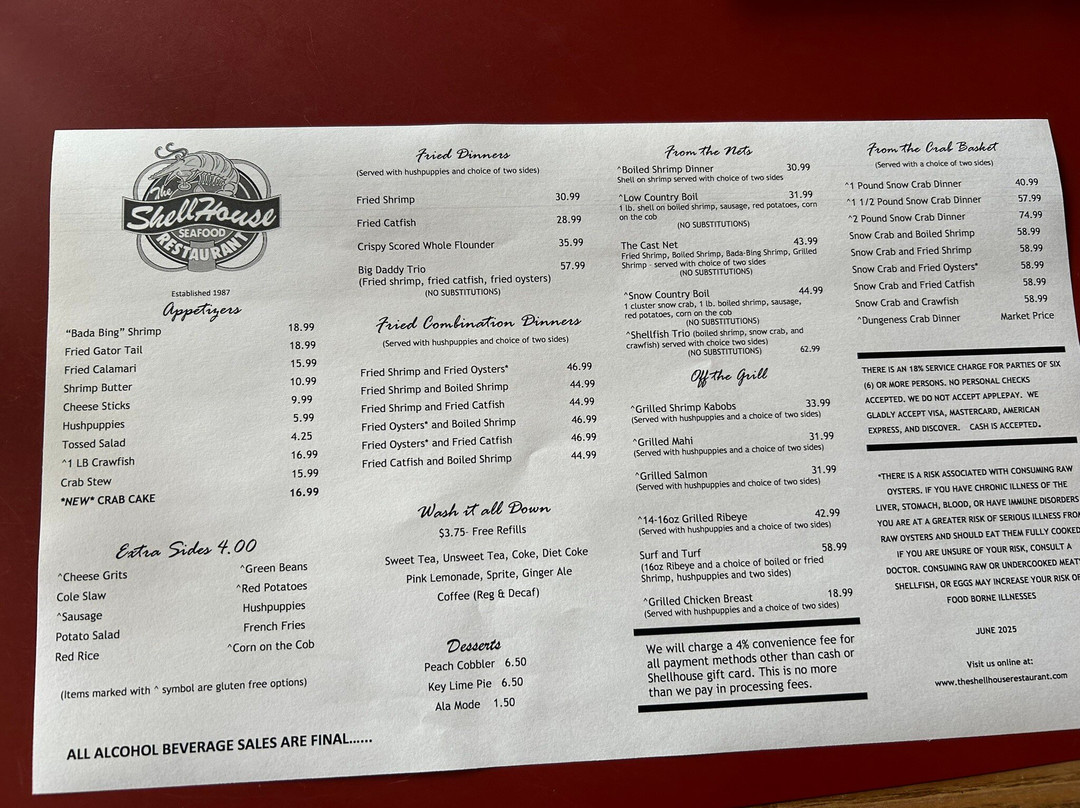 The
ShellHouse
SEAFOOD
RESTAURANT
Established 1987
Appetizers
"Bada Bing" Shrimp 18.99
Fried Gator Tail 18.99
Fried Calamari 15.99
Shrimp Butter 10.99
Cheese Sticks 9.99
Hushpuppies 5.99
Tossed Salad 4.25
^1 LB Crawfish 16.99
Crab Stew 15.99
*NEW* CRAB CAKE 16.99
Extra Sides 4.00
^Cheese Grits ^Green Beans
Cole Slaw ^Red Potatoes
^Sausage Hushpuppies
Potato Salad French Fries
Red Rice ^Corn on the Cob
(Items marked with ^ symbol are gluten free options)
ALL ALCOHOL BEVERAGE SALES ARE FINAL......
Fried Dinners
(Served with hushpuppies and choice of two sides)
Fried Shrimp 30.99
Fried Catfish 28.99
Crispy Scored Whole Flounder 35.99
Big Daddy Trio 57.99
(Fried shrimp, fried catfish, fried oysters)
(NO SUBSTITUTIONS)
Fried Combination Dinners
(Served with hushpuppies and choice of two sides)
Fried Shrimp and Fried Oysters* 46.99
Fried Shrimp and Boiled Shrimp 44.99
Fried Shrimp and Fried Catfish 44.99
Fried Oysters* and Boiled Shrimp 46.99
Fried Oysters* and Fried Catfish 46.99
Fried Catfish and Boiled Shrimp 44.99
Wash it all Down
$3.75- Free Refills
Sweet Tea, Unsweet Tea, Coke, Diet Coke
Pink Lemonade, Sprite, Ginger Ale
Coffee (Reg & Decaf)
Desserts
Peach Cobbler 6.50
Key Lime Pie 6.50
Ala Mode 1.50
From the Nets
^Boiled Shrimp Dinner 30.99
Shell on shrimp served with choice of two sides
^Low Country Boil 31.99
1 lb. shell on boiled shrimp, sausage, red potatoes, corn
on the cob
(NO SUBSTITUTIONS)
The Cast Net 43.99
Fried Shrimp, Boiled Shrimp, Bada-Bing Shrimp, Grilled
Shrimp - served with choice of two sides
(NO SUBSTITUTIONS)
^Snow Country Boil 44.99
1 cluster snow crab, 1 lb. boiled shrimp, sausage,
red potatoes, corn on the cob
(NO SUBSTITUTIONS)
^Shellfish Trio (boiled shrimp, snow crab, and
crawfish) served with choice two sides)
(NO SUBSTITUTIONS) 62.99
Off the Grill
^Grilled Shrimp Kabobs 33.99
(Served with hushpuppies and a choice of two sides)
^Grilled Mahi 31.99
(Served with hushpuppies and a choice of two sides)
^Grilled Salmon 31.99
(Served with hushpuppies and a choice of two sides)
^14-16oz Grilled Ribeye 42.99
(Served with hushpuppies and a choice of two sides)
Surf and Turf 58.99
(16oz Ribeye and a choice of boiled or fried
Shrimp, hushpuppies and two sides)
^Grilled Chicken Breast 18.99
(Served with hushpuppies and a choice of two sides)
We will charge a 4% convenience fee for
all payment methods other than cash or
Shellhouse gift card. This is no more
than we pay in processing fees.
From the Crab Basket
(Served with a choice of two sides)
^1 Pound Snow Crab Dinner 40.99
^1 1/2 Pound Snow Crab Dinner 57.99
^2 Pound Snow Crab Dinner 74.99
Snow Crab and Boiled Shrimp 58.99
Snow Crab and Fried Shrimp 58.99
Snow Crab and Fried Oysters* 58.99
Snow Crab and Fried Catfish 58.99
Snow Crab and Crawfish 58.99
^Dungeness Crab Dinner Market Price
THERE IS AN 18% SERVICE CHARGE FOR PARTIES OF SIX
(6) OR MORE PERSONS. NO PERSONAL CHECKS
ACCEPTED. WE DO NOT ACCEPT APPLEPAY. WE
GLADLY ACCEPT VISA, MASTERCARD, AMERICAN
EXPRESS, AND DISCOVER. CASH IS ACCEPTED.
*THERE IS A RISK ASSOCIATED WITH CONSUMING RAW
OYSTERS. IF YOU HAVE CHRONIC ILLNESS OF THE
LIVER, STOMACH, BLOOD, OR HAVE IMMUNE DISORDERS
YOU ARE AT A GREATER RISK OF SERIOUS ILLNESS FROM
RAW OYSTERS AND SHOULD EAT THEM FULLY COOKED
IF YOU ARE UNSURE OF YOUR RISK, CONSULT A
DOCTOR. CONSUMING RAW OR UNDERCOOKED MEAT
SHELLFISH, OR EGGS MAY INCREASE YOUR RISK OF
FOOD BORNE ILLNESSES
JUNE 2025
Visit us online at:
www.theshellhouserestaurant.com